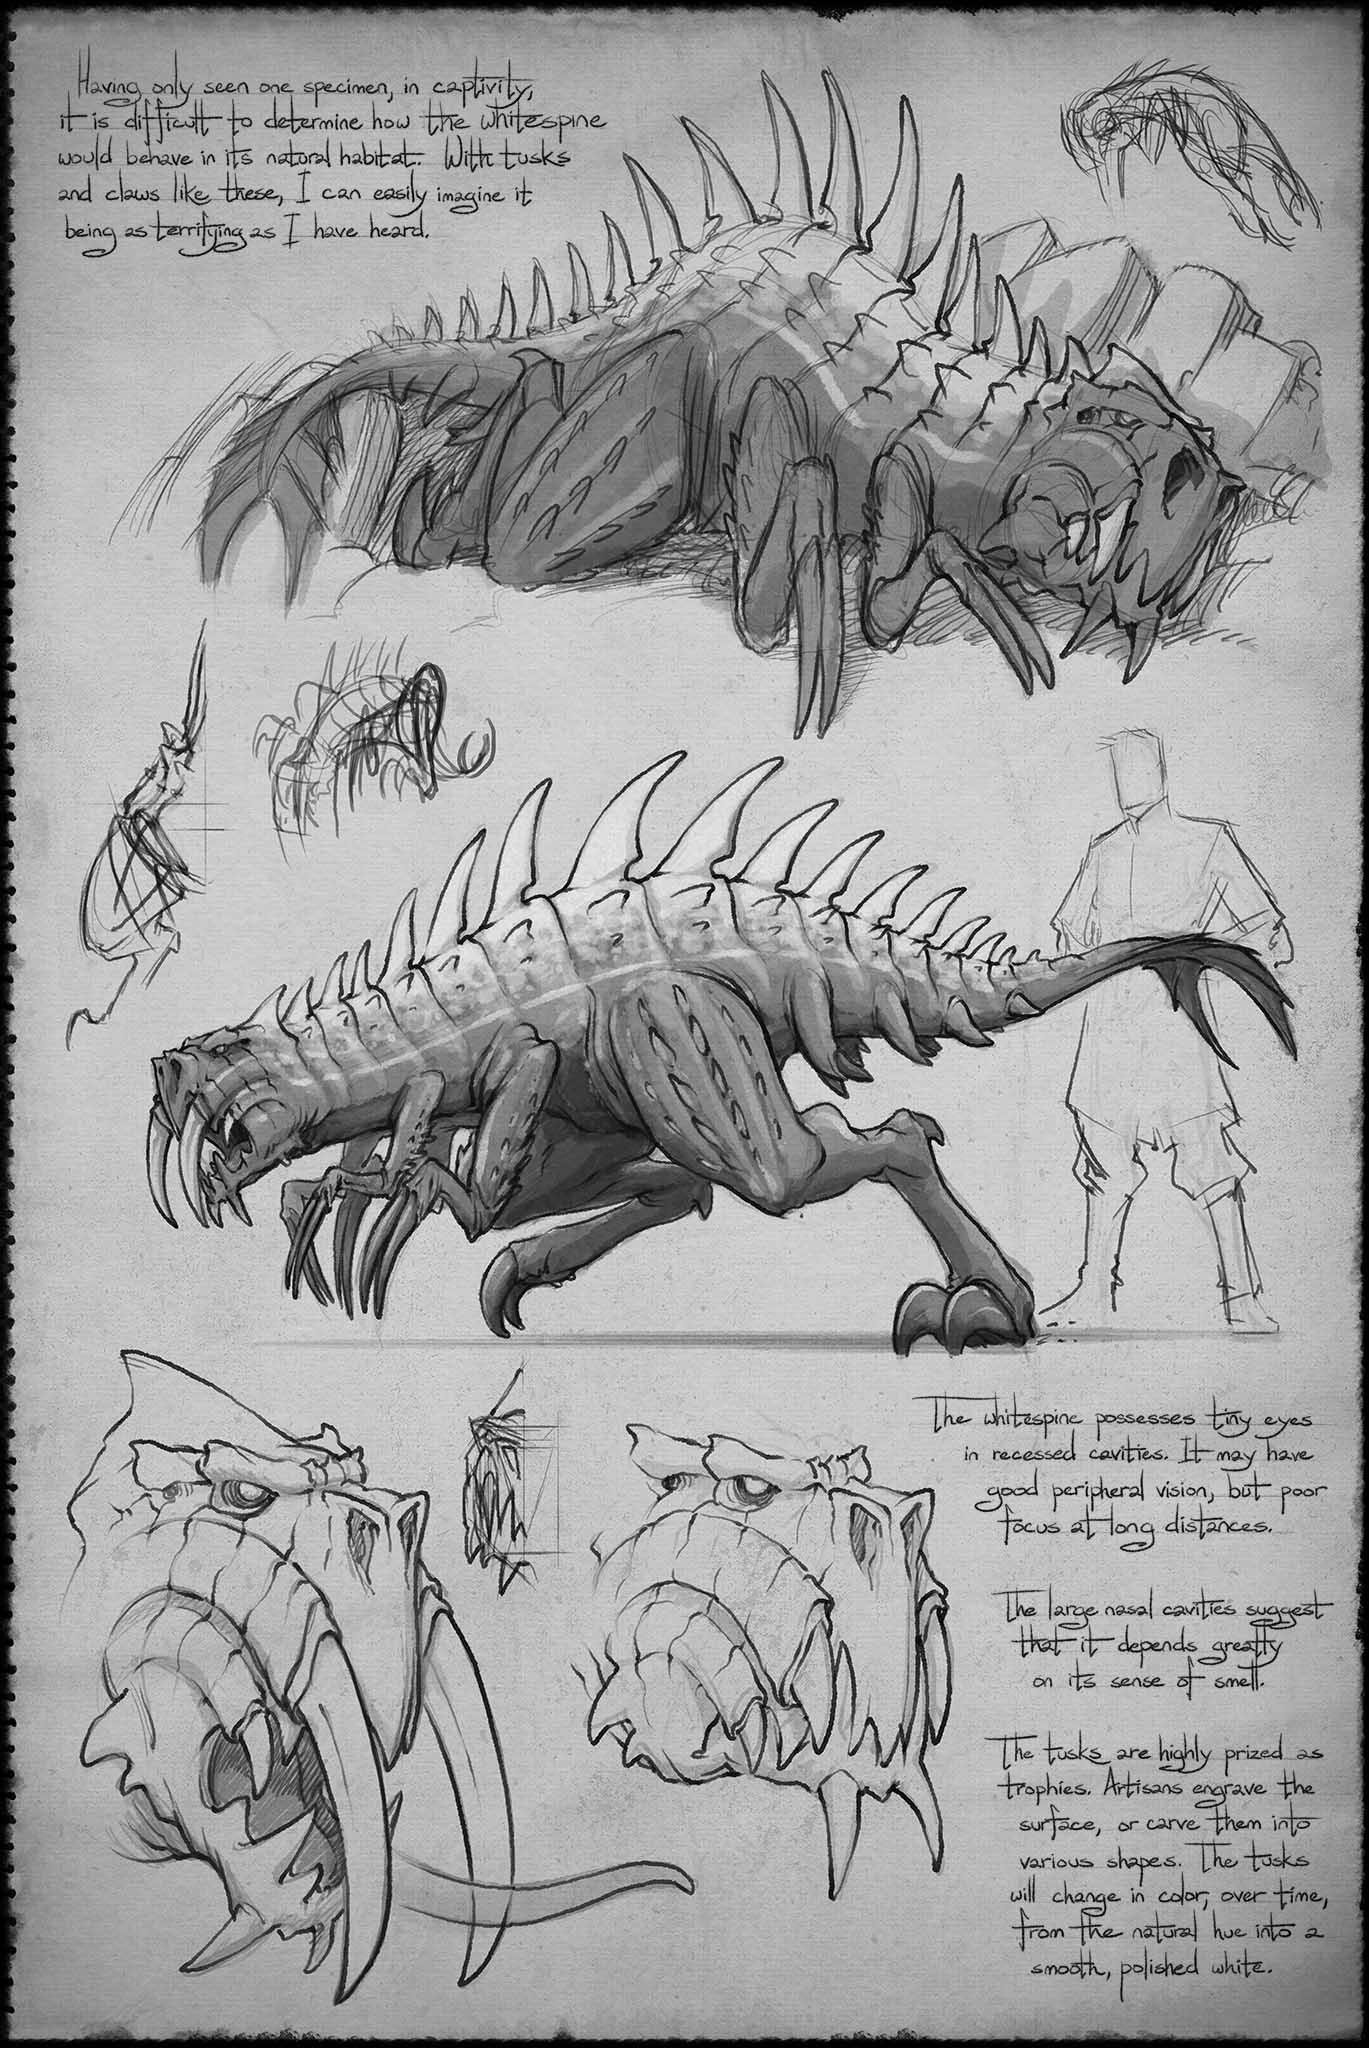 Having only seen one specimen, in captivity,
it is difficult to determine how the whitespine
would behave in its natural habitat. With tusks
and claws like these, I can easily imagine it
being as terrifying as I have heard.
The whitespine possesses tiny eyes
in recessed cavities. It may have
good peripheral vision, but poor
focus at long distances.
The large nasal cavities suggest
that it depends greatly
on its sense of smell.
The tusks are highly prized as
trophies. Artisans engrave the
surface, or carve them into
various shapes. The tusks
will change in color, over time,
from the natural hue into a
smooth, polished white.